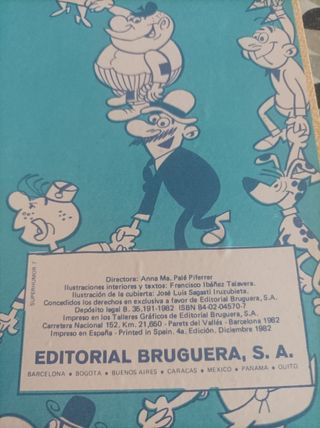 SUPERHUMOR 7
Directora: Anna Ma. Palé Piferrer
Ilustraciones interiores y textos: Francisco Ibáñez Talavera.
Ilustración de la cubierta: José Luis Sagasti Iruzubieta.
Concedidos los derechos en exclusiva a favor de Editorial Bruguera, S.A.
Depósito legal B. 35,191-1982 ISBN 84-02-04570-7
Impreso en los Talleres Gráficos de Editorial Bruguera, S.A.
Carretera Nacional 152, Km. 21,650 - Parets del Vallés - Barcelona 1982
Impreso en España - Printed in Spain. 4a. Edición. Diciembre 1982
EDITORIAL BRUGUERA, S. A.
BARCELONA • BOGOTA • BUENOS AIRES • CARACAS • MEXICO • PANAMA • QUITO